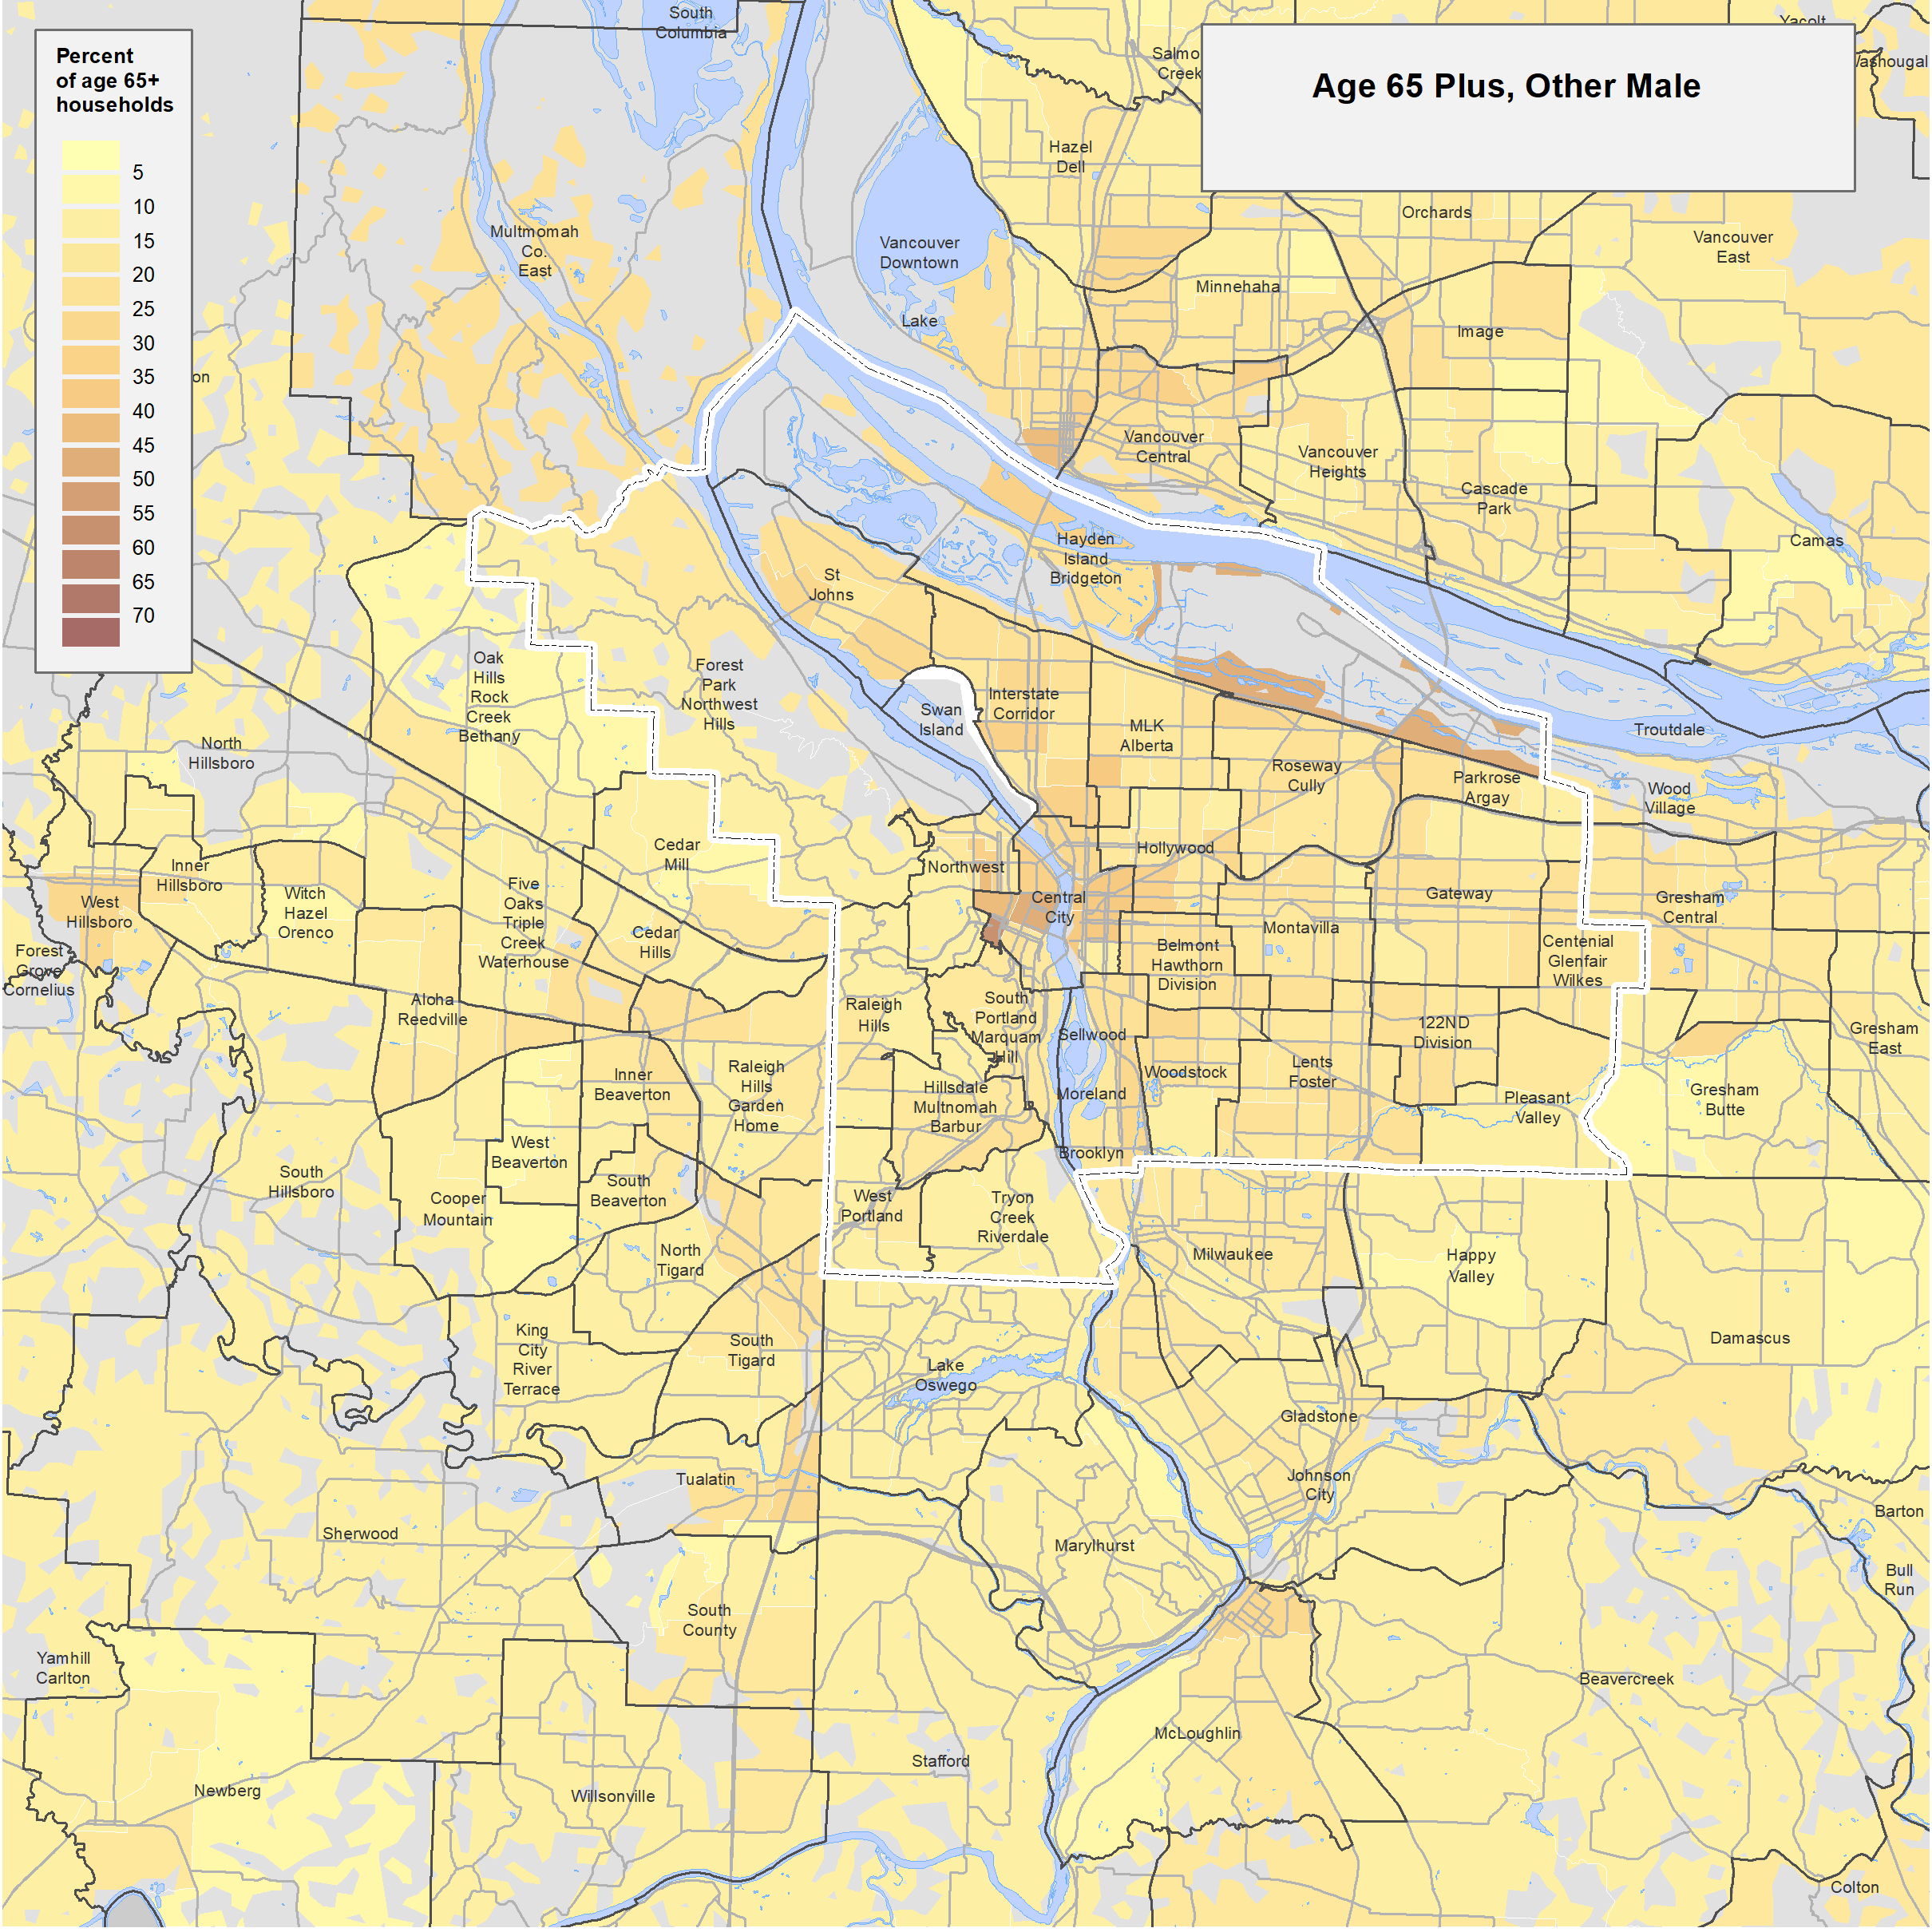 Age 65 Plus, Other Male
Percent
of age 65+
households
5
10
15
20
25
30
35
40
45
50
55
60
65
70
South
Columbia
Salmo
Creek
Yacolt
Hazel
Dell
Multmomah
Co.
East
Vancouver
Downtown
Lake
Orchards
Vancouver
East
Minnehaha
Image
on
Vancouver
Central
Vancouver
Heights
Cascade
Park
Camas
Hayden
Island
Bridgeton
St
Johns
Oak
Hills
Rock
Creek
Bethany
Forest
Park
Northwest
Hills
Swan
Island
Interstate
Corridor
MLK
Alberta
Roseway
Cully
Parkrose
Argay
Troutdale
Wood
Village
North
Hillsboro
Cedar
Mill
Northwest
Hollywood
Inner
Hillsboro
West
Hillsboro
Witch
Hazel
Orenco
Five
Oaks
Triple
Creek
Waterhouse
Cedar
Hills
Central
City
Gateway
Gresham
Central
Montavilla
Belmont
Hawthorn
Division
Centenial
Glenfair
Wilkes
Forest
Grove
Cornelius
Aloha
Reedville
Raleigh
Hills
South
Portland
Marquam
Hill
Sellwood
122ND
Division
Gresham
East
Raleigh
Hills
Garden
Home
Inner
Beaverton
Hillsdale
Multnomah
Barbur
Moreland
Woodstock
Lents
Foster
Pleasant
Valley
Gresham
Butte
West
Beaverton
Brooklyn
South
Hillsboro
Cooper
Mountain
South
Beaverton
West
Portland
Tryon
Creek
Riverdale
North
Tigard
Milwaukee
Happy
Valley
King
City
River
Terrace
South
Tigard
Lake
Oswego
Damascus
Gladstone
Tualatin
Johnson
City
Sherwood
Marylhurst
Barton
Bull
Run
South
County
Yamhill
Carlton
Beavercreek
McLoughlin
Newberg
Willsonville
Stafford
Colton